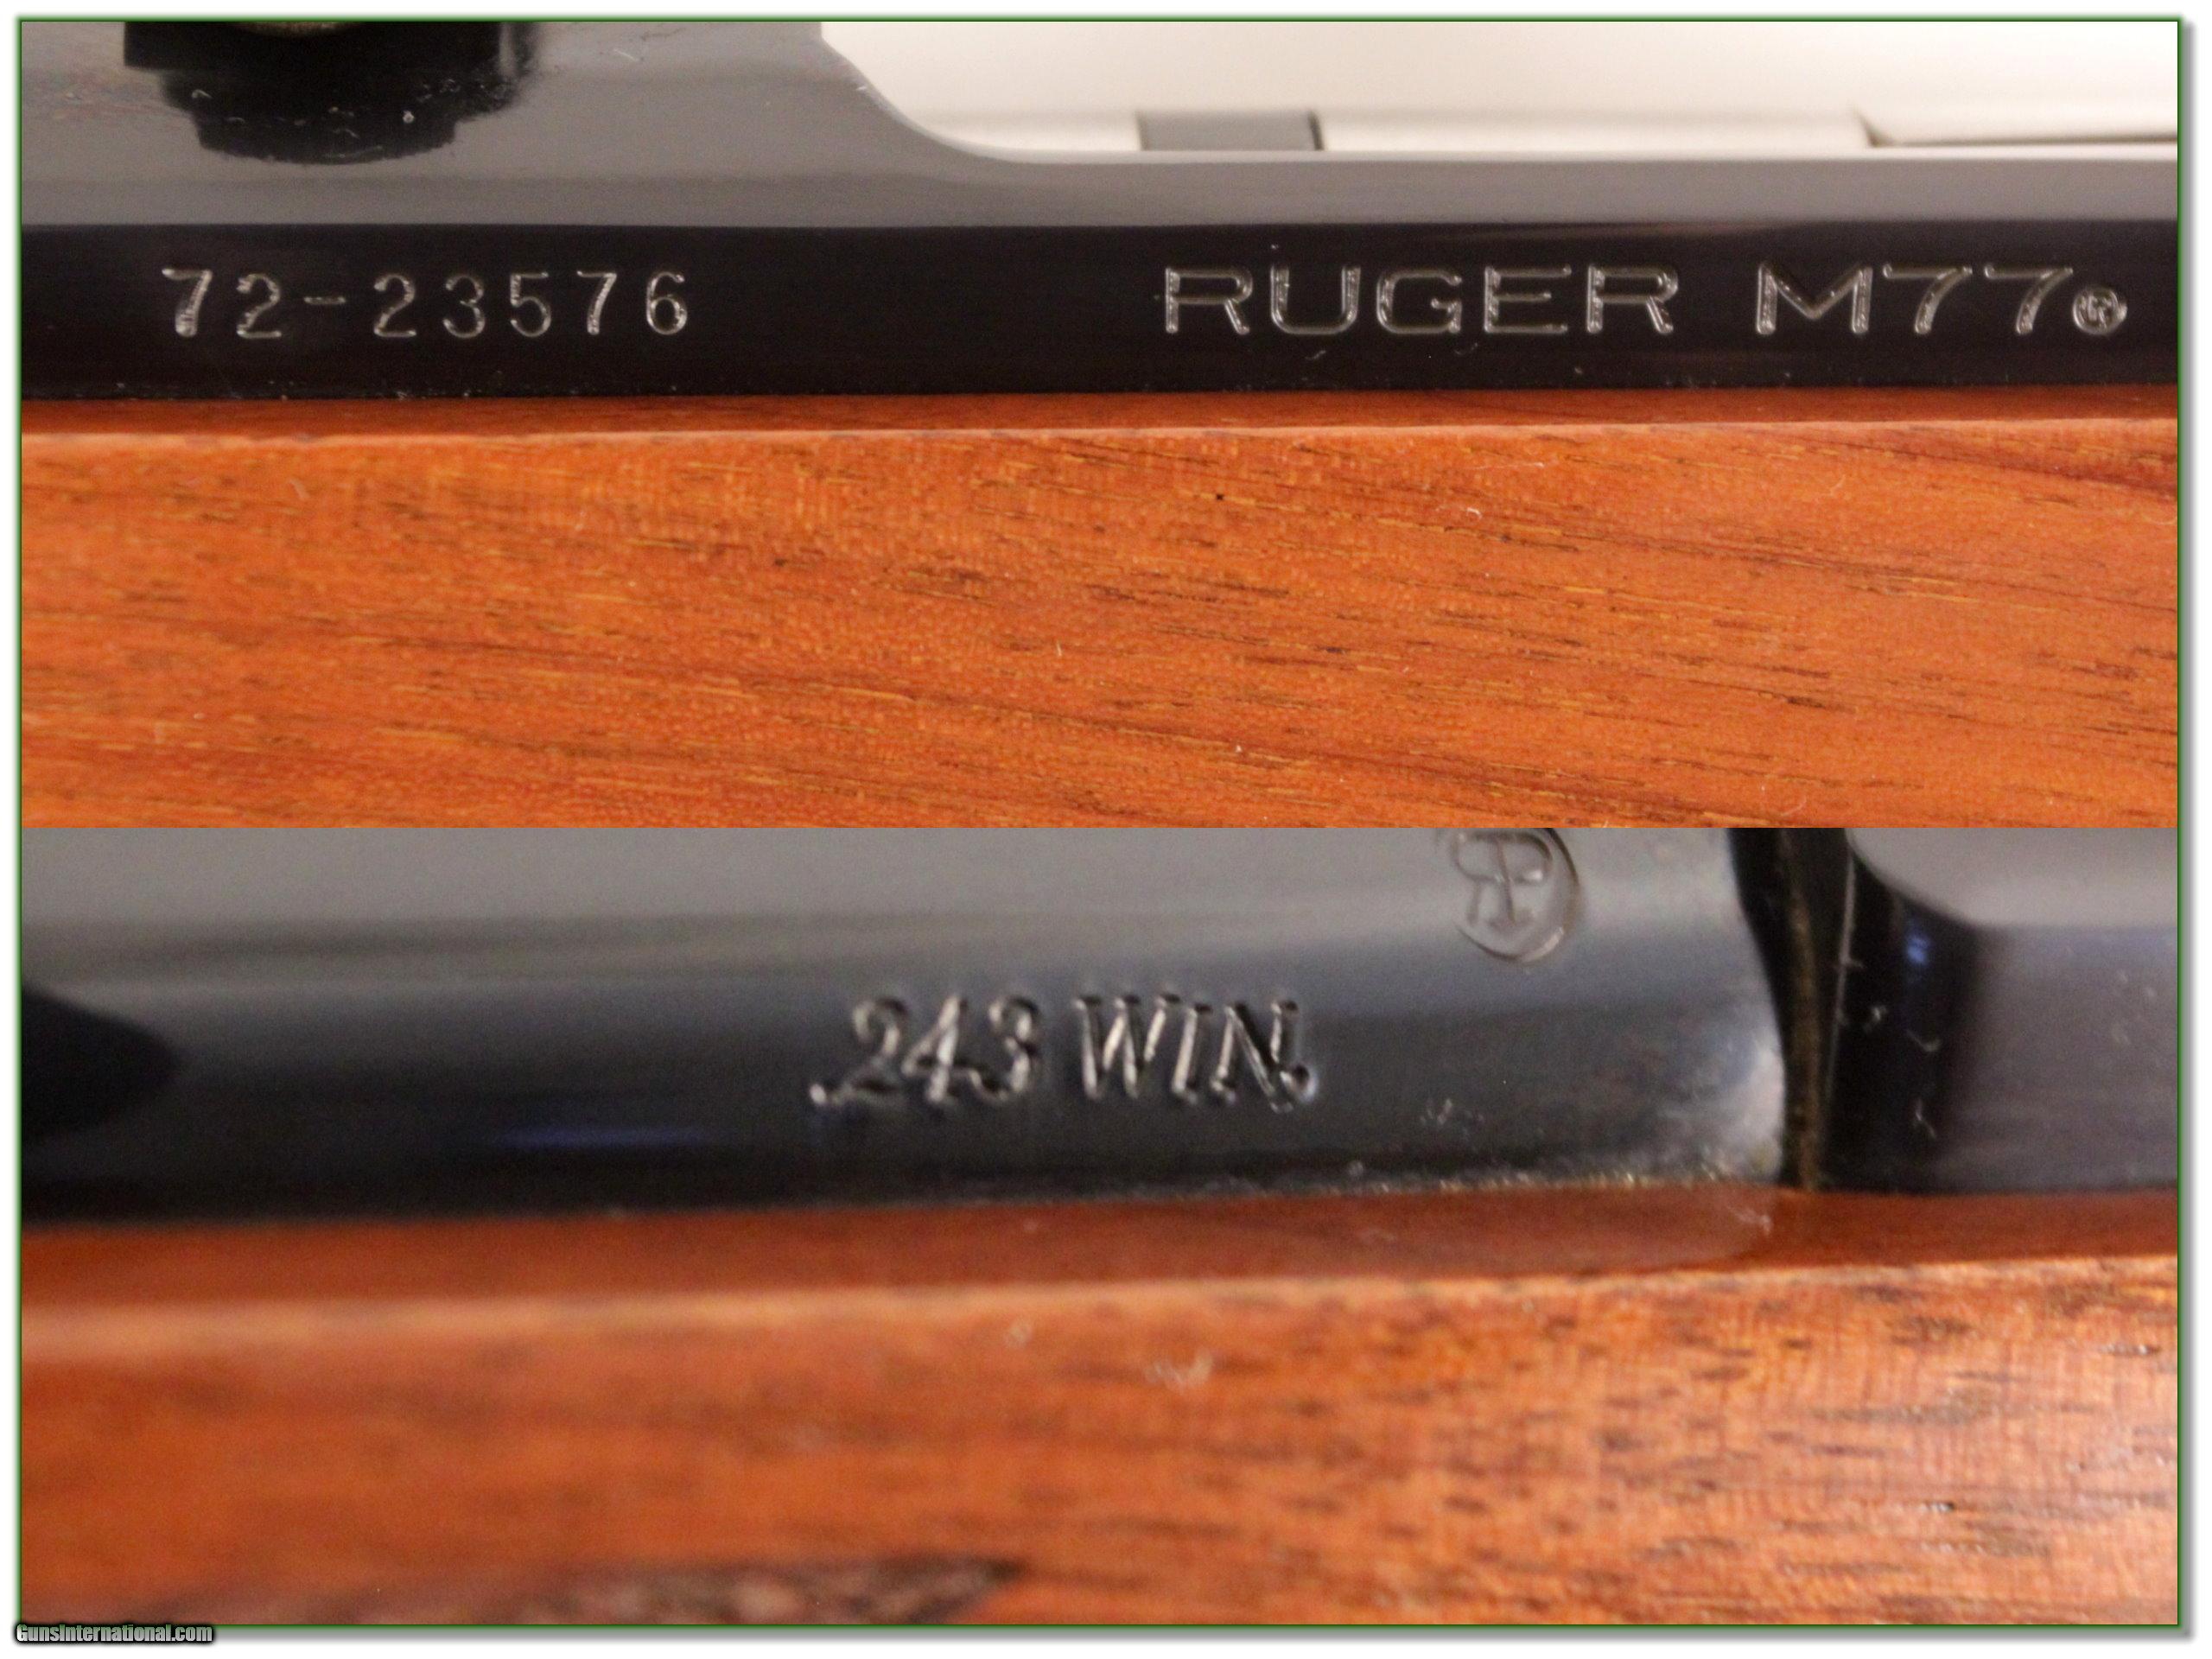 72-23576 RUGER M77®
.243 WIN.
GunsInternational.com